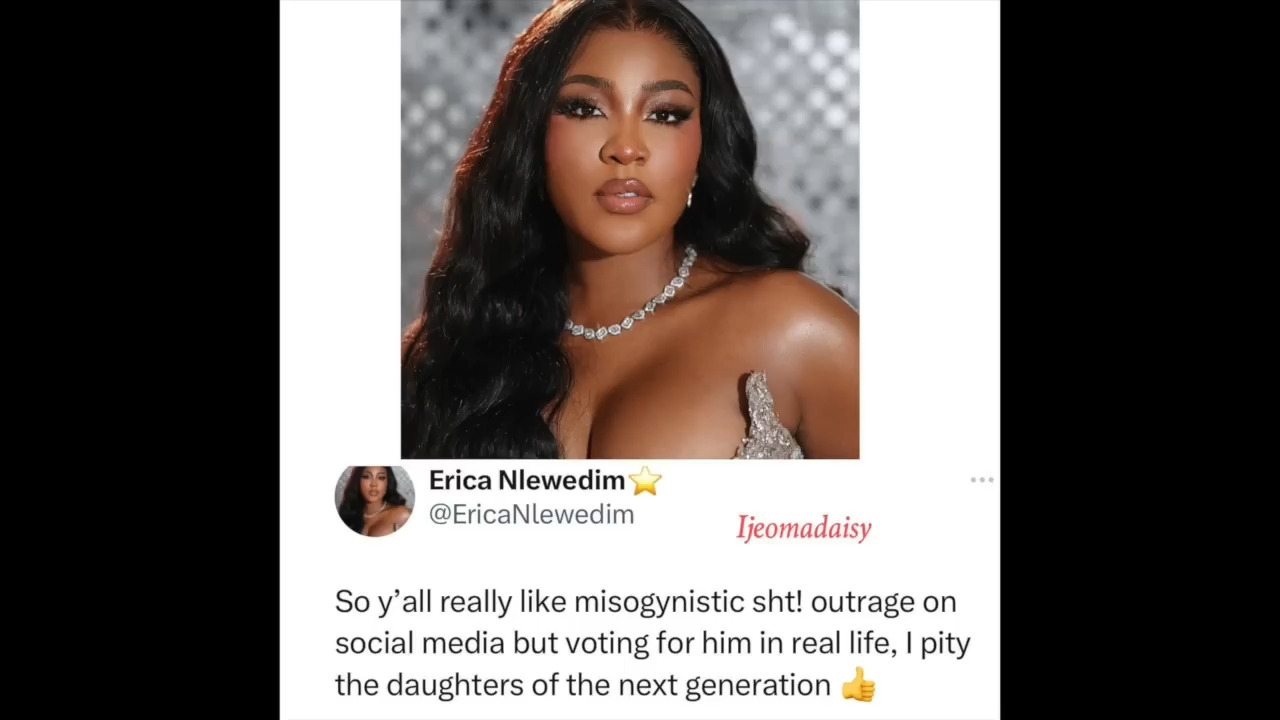 Erica Nlewedim⭐
@EricaNlewedim
Ijeomadaisy
So y’all really like misogynistic sht! outrage on
social media but voting for him in real life, I pity
the daughters of the next generation 👍